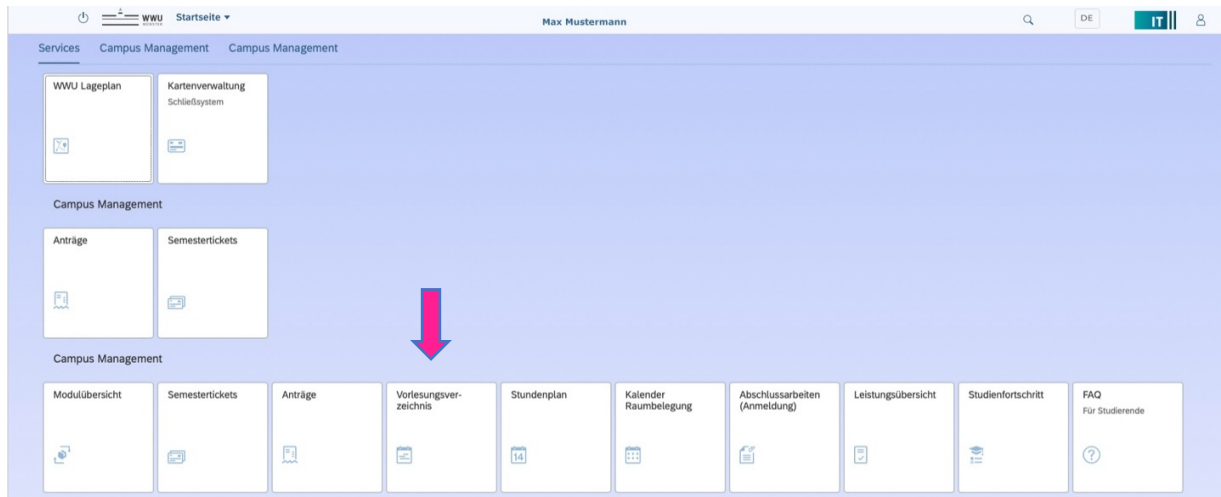 WWU
MÜNSTER
Startseite
Max Mustermann
DE
IT
Services
Campus Management
Campus Management
WWU Lageplan
Kartenverwaltung
Schließsystem
Campus Management
Anträge
Semestertickets
Campus Management
Modulübersicht
Semestertickets
Anträge
Vorlesungsver-
zeichnis
Stundenplan
14
Kalender
Raumbelegung
Abschlussarbeiten
(Anmeldung)
Leistungsübersicht
Studienfortschritt
FAQ
Für Studierende